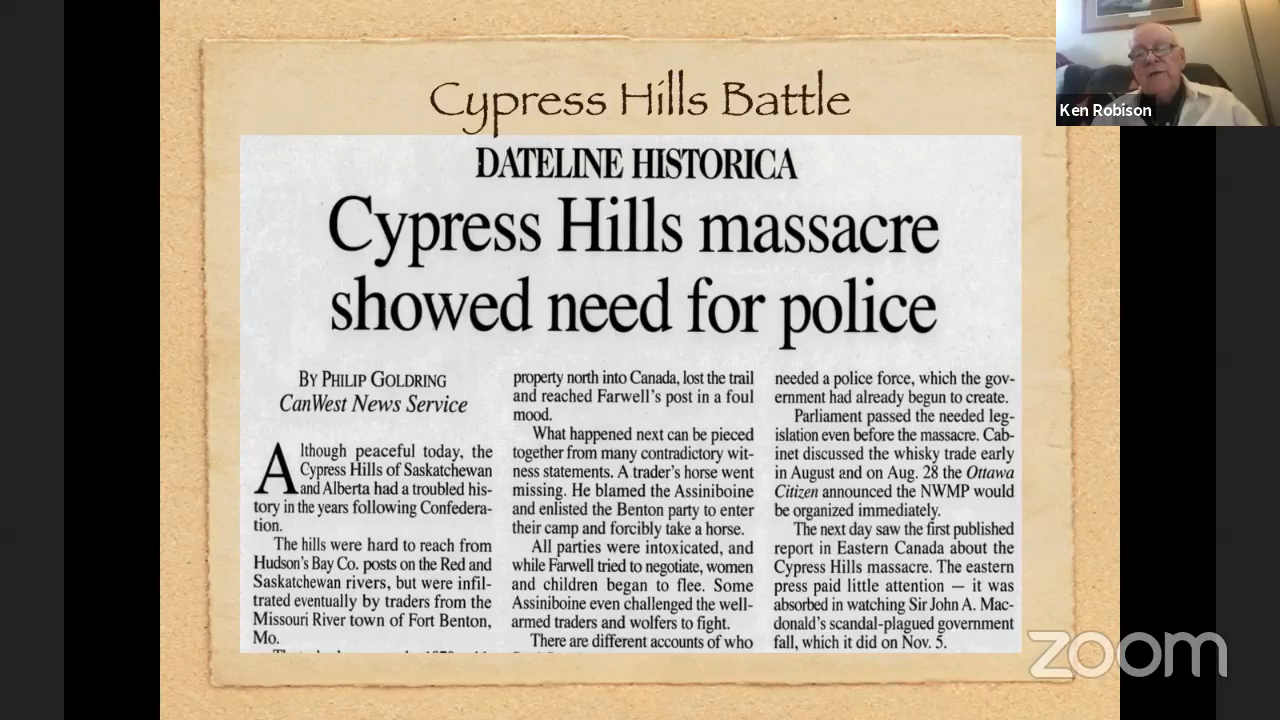 Cypress Hills Battle
Ken Robison
DATELINE HISTORICA
Cypress Hills massacre
showed need for police
BY PHILIP GOLDRING
CanWest News Service
Although peaceful today, the
Cypress Hills of Saskatchewan
and Alberta had a troubled his-
tory in the years following Confedera-
tion.
The hills were hard to reach from
Hudson's Bay Co. posts on the Red and
Saskatchewan rivers, but were infil-
trated eventually by traders from the
Missouri River town of Fort Benton,
Mo.
property north into Canada, lost the trail
and reached Farwell's post in a foul
mood.
What happened next can be pieced
together from many contradictory wit-
ness statements. A trader's horse went
missing. He blamed the Assiniboine
and enlisted the Benton party to enter
their camp and forcibly take a horse.
All parties were intoxicated, and
while Farwell tried to negotiate, women
and children began to flee. Some
Assiniboine even challenged the well-
armed traders and wolfers to fight.
There are different accounts of who
needed a police force, which the gov-
ernment had already begun to create.
Parliament passed the needed leg-
islation even before the massacre. Cab-
inet discussed the whisky trade early
in August and on Aug. 28 the Ottawa
Citizen announced the NWMP would
be organized immediately.
The next day saw the first published
report in Eastern Canada about the
Cypress Hills massacre. The eastern
press paid little attention — it was
absorbed in watching Sir John A. Mac-
donald's scandal-plagued government
fall, which it did on Nov. 5.
zoom